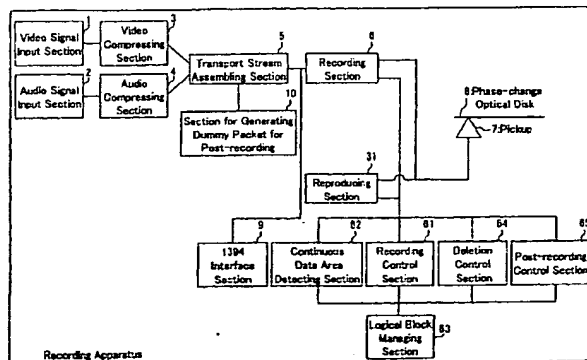 1
Video Signal
Input Section
3
Video
Compressing
Section
2
Audio Signal
Input Section
4
Audio
Compressing
Section
5
Transport Stream
Assembling Section
6
Recording
Section
10
Section for Generating
Dummy Packet for
Post-recording
8:Phase-change
Optical Disk
7:Pickup
31
Reproducing
Section
9
1394
Interface
Section
62
Continuous
Data Area
Detecting Section
61
Recording
Control
Section
64
Deletion
Control
Section
65
Post-recording
Control Section
Logical Block
Managing
Section
63
Recording Apparatus